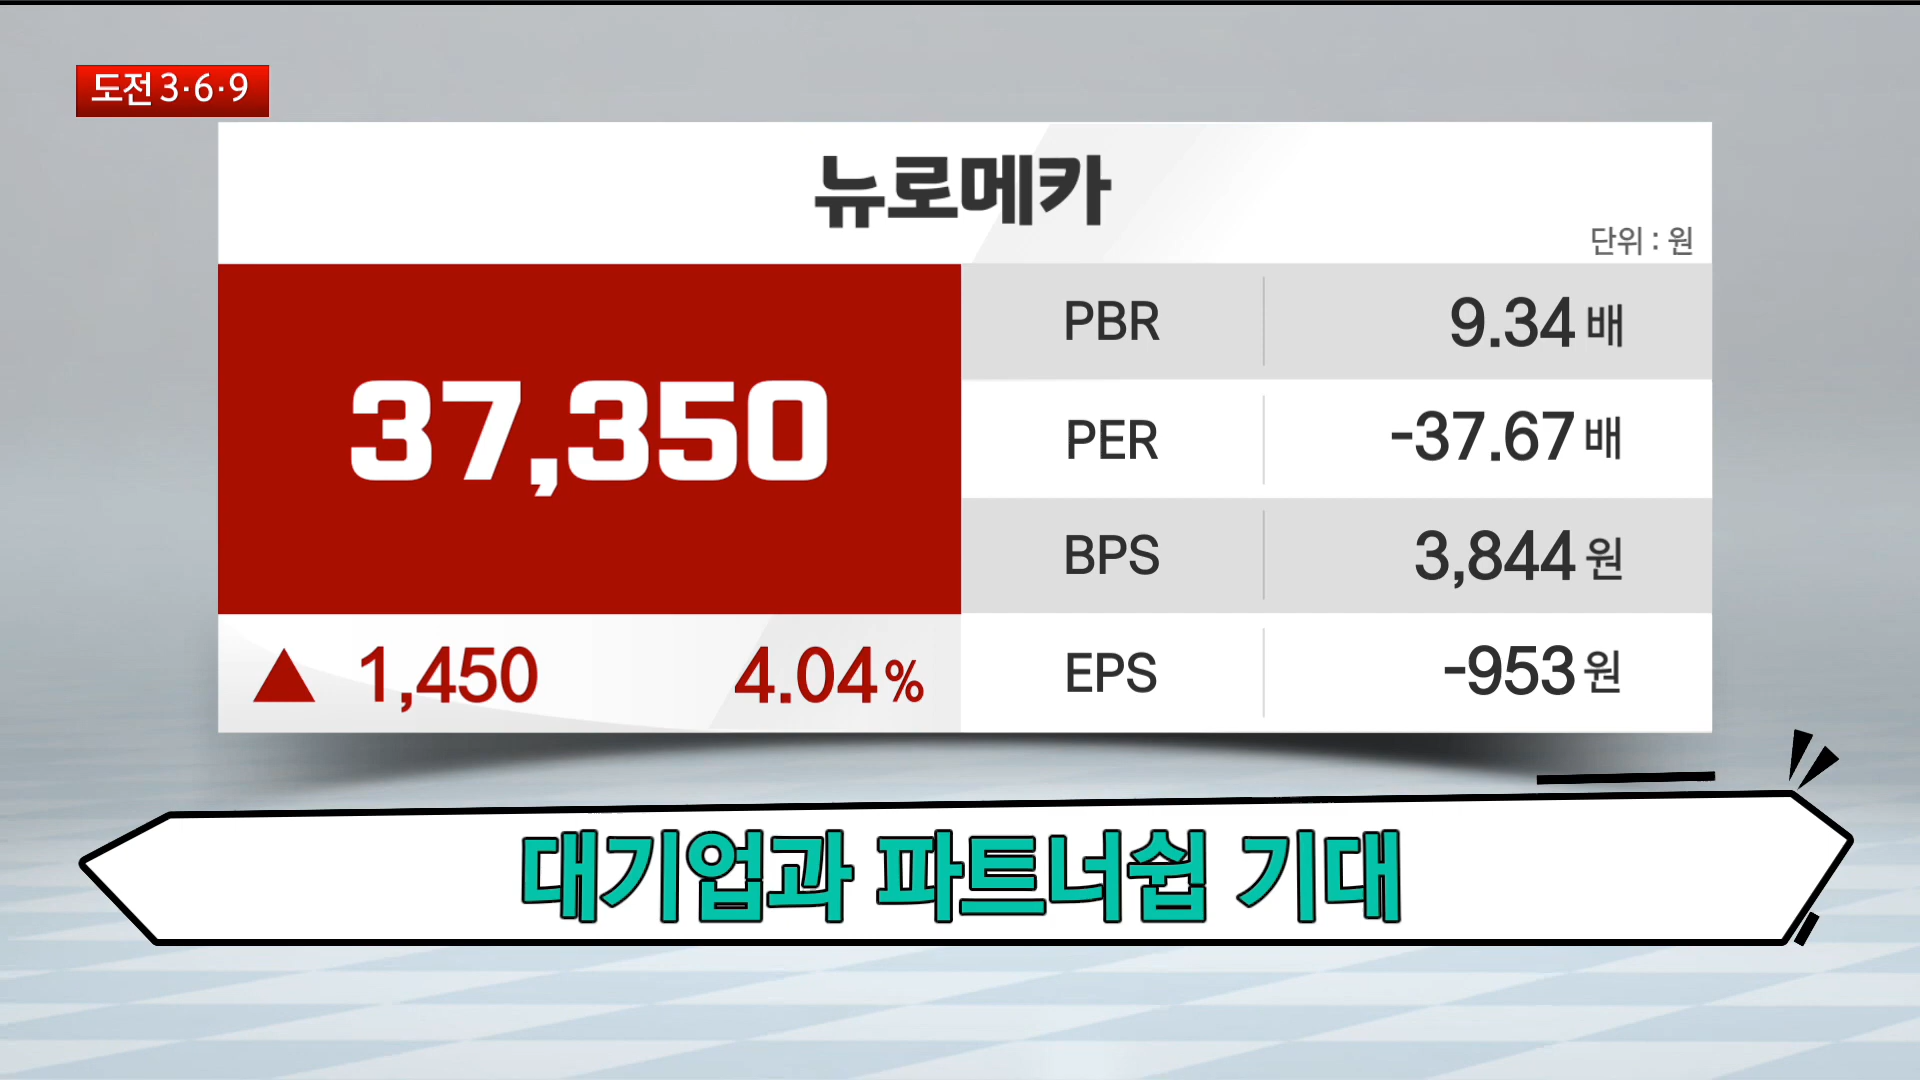 도전 3·6·9
뉴로메카
단위 : 원
37,350
▲ 1,450 4.04%
PBR 9.34 배
PER -37.67 배
BPS 3,844 원
EPS -953 원
대기업과 파트너쉽 기대